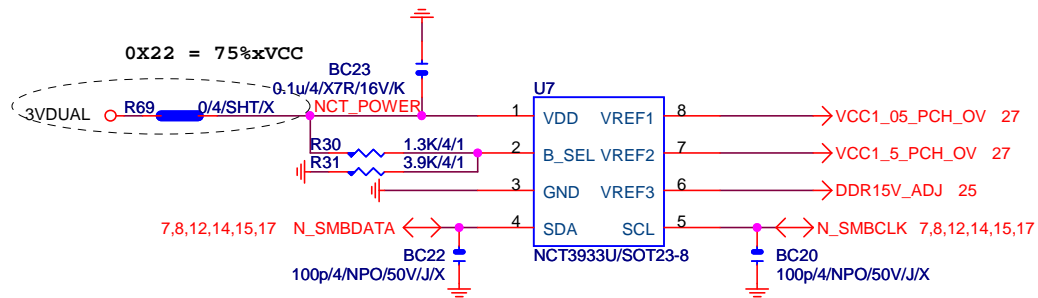 0X22 = 75%xVCC
BC23
0.1u/4/X7R/16V/K
3VDUAL R69 0/4/SHT/X NCT_POWER
U7
1 VDD VREF1 8 VCC1_05_PCH_OV 27
R30 1.3K/4/1
2 B_SEL VREF2 7 VCC1_5_PCH_OV 27
R31 3.9K/4/1
3 GND VREF3 6 DDR15V_ADJ 25
7,8,12,14,15,17 N_SMBDATA 4 SDA SCL 5 N_SMBCLK 7,8,12,14,15,17
BC22 NCT3933U/SOT23-8 BC20
100p/4/NPO/50V/J/X 100p/4/NPO/50V/J/X